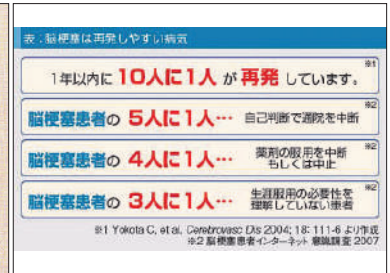 表：脳梗塞は再発しやすい病気
1年以内に10人に1人が再発しています。※1
脳梗塞患者の5人に1人… 自己判断で通院を中断 ※2
脳梗塞患者の4人に1人… 薬剤の服用を中断 ※2
もしくは中止
脳梗塞患者の3人に1人… 生涯服用の必要性を ※2
理解していない患者
※1 Yokota C, et al, Cerebrovasc Dis 2004; 18: 111-6 より作成
※2 脳梗塞患者インターネット意識調査 2007